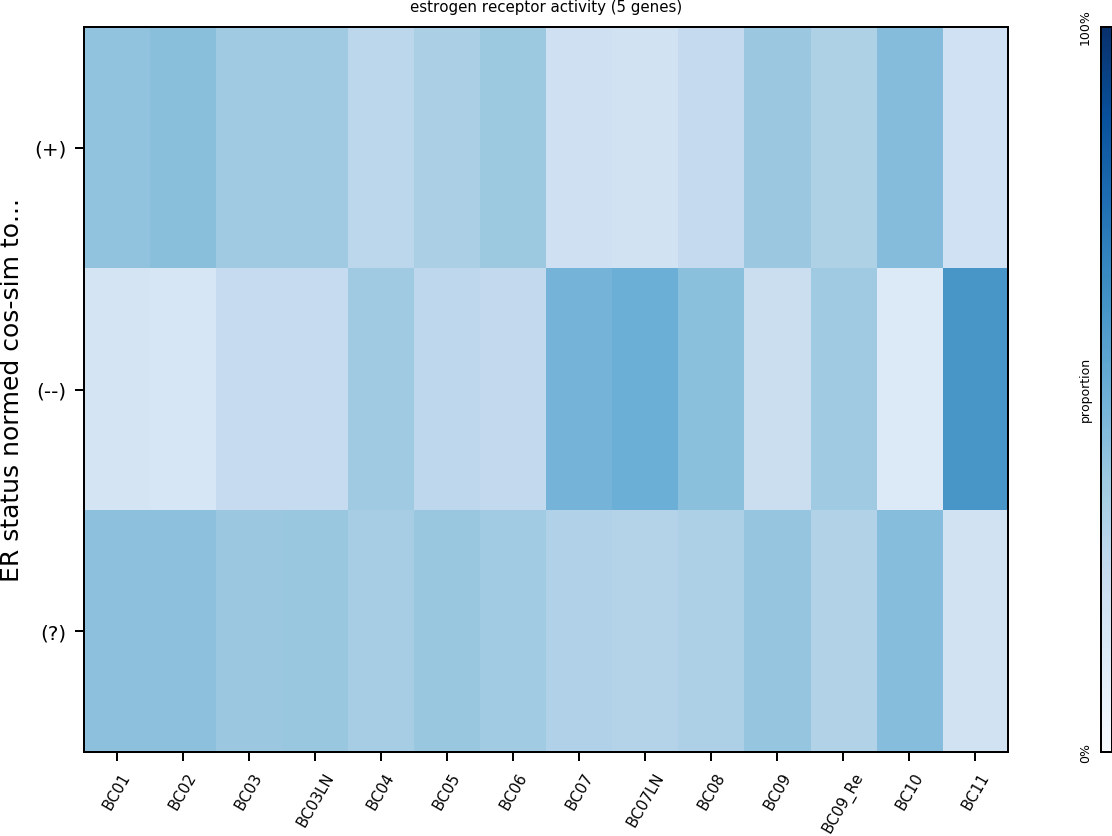 estrogen receptor activity (5 genes)
ER status normed cos-sim to...
(+)
(--)
(?)
BC01
BC02
BC03
BC03LN
BC04
BC05
BC06
BC07
BC07LN
BC08
BC09
BC09_Re
BC10
BC11
100%
proportion
0%